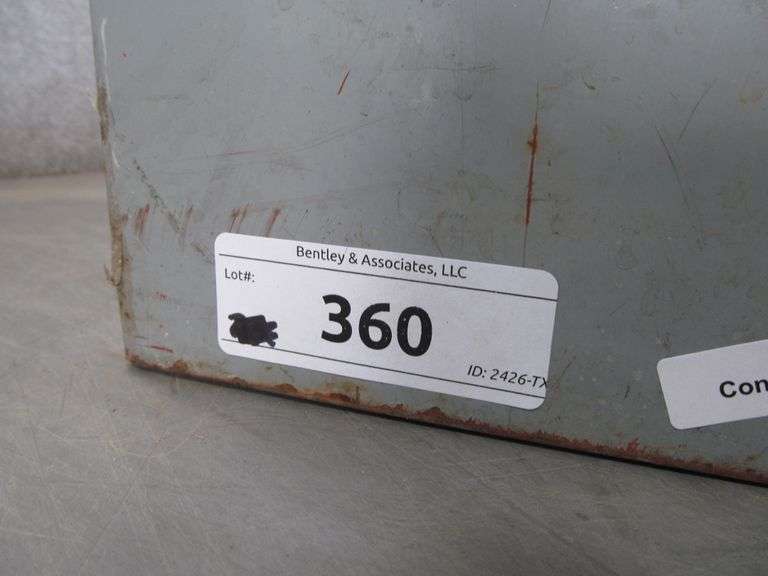 Bentley & Associates, LLC
Lot#:
360
ID: 2426-TX
Con